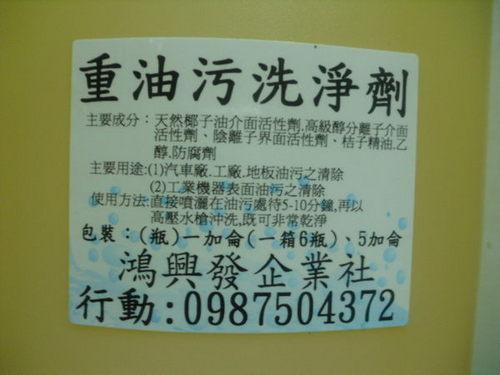 重油污洗淨劑
主要成分：天然椰子油介面活性劑.高級醇分離子介面
活性劑、陰離子界面活性劑、桔子精油.乙
醇.防腐劑
主要用途:(1)汽車廠.工廠.地板油污之清除
(2)工業機器表面油污之清除
使用方法:直接噴灑在油污處待5-10分鐘,再以
高壓水槍沖洗,既可非常乾淨
包裝：(瓶)一加侖(一箱6瓶)，5加侖
鴻興發企業社
行動:0987504372